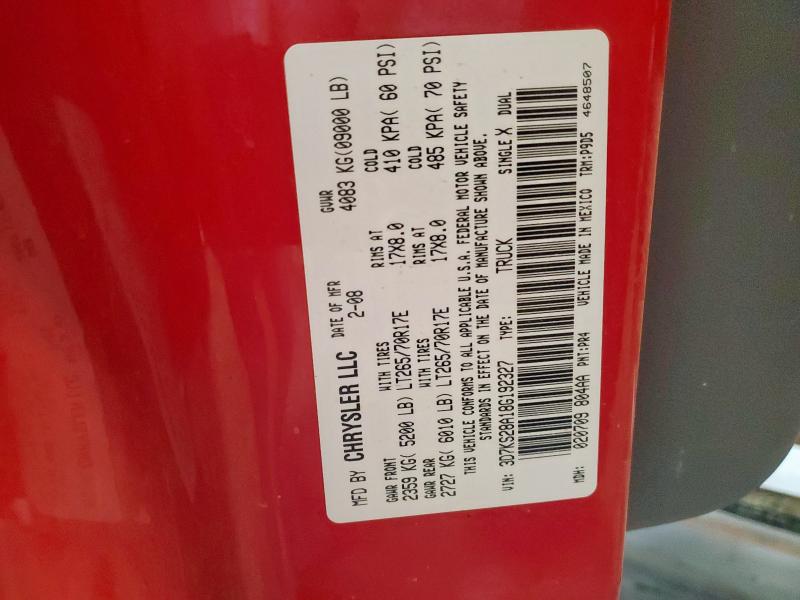 MFD BY CHRYSLER LLC DATE OF MFR 2-08 GVWR 4083 KG(09000 LB)
GAWR FRONT WITH TIRES RIMS AT COLD
2359 KG( 5200 LB) LT265/70R17E 17X8.0 410 KPA( 60 PSI)
GAWR REAR WITH TIRES RIMS AT COLD
2727 KG( 6010 LB) LT265/70R17E 17X8.0 485 KPA( 70 PSI)
THIS VEHICLE CONFORMS TO ALL APPLICABLE U.S.A. FEDERAL MOTOR VEHICLE SAFETY
STANDARDS IN EFFECT ON THE DATE OF MANUFACTURE SHOWN ABOVE.
VIN: 3D7KS28A18G192327 TYPE: TRUCK SINGLE X DUAL
MDH: 020709 804AA PNT:PR4 VEHICLE MADE IN MEXICO TRM:P9D5 4648507